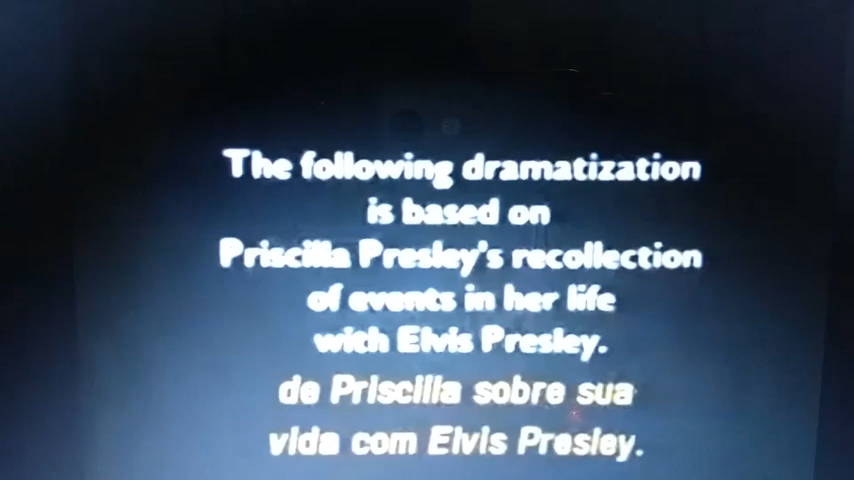 The following dramatization
is based on
Priscilla Presley's recollection
of events in her life
with Elvis Presley.
de Priscilla sobre sua
vida com Elvis Presley.